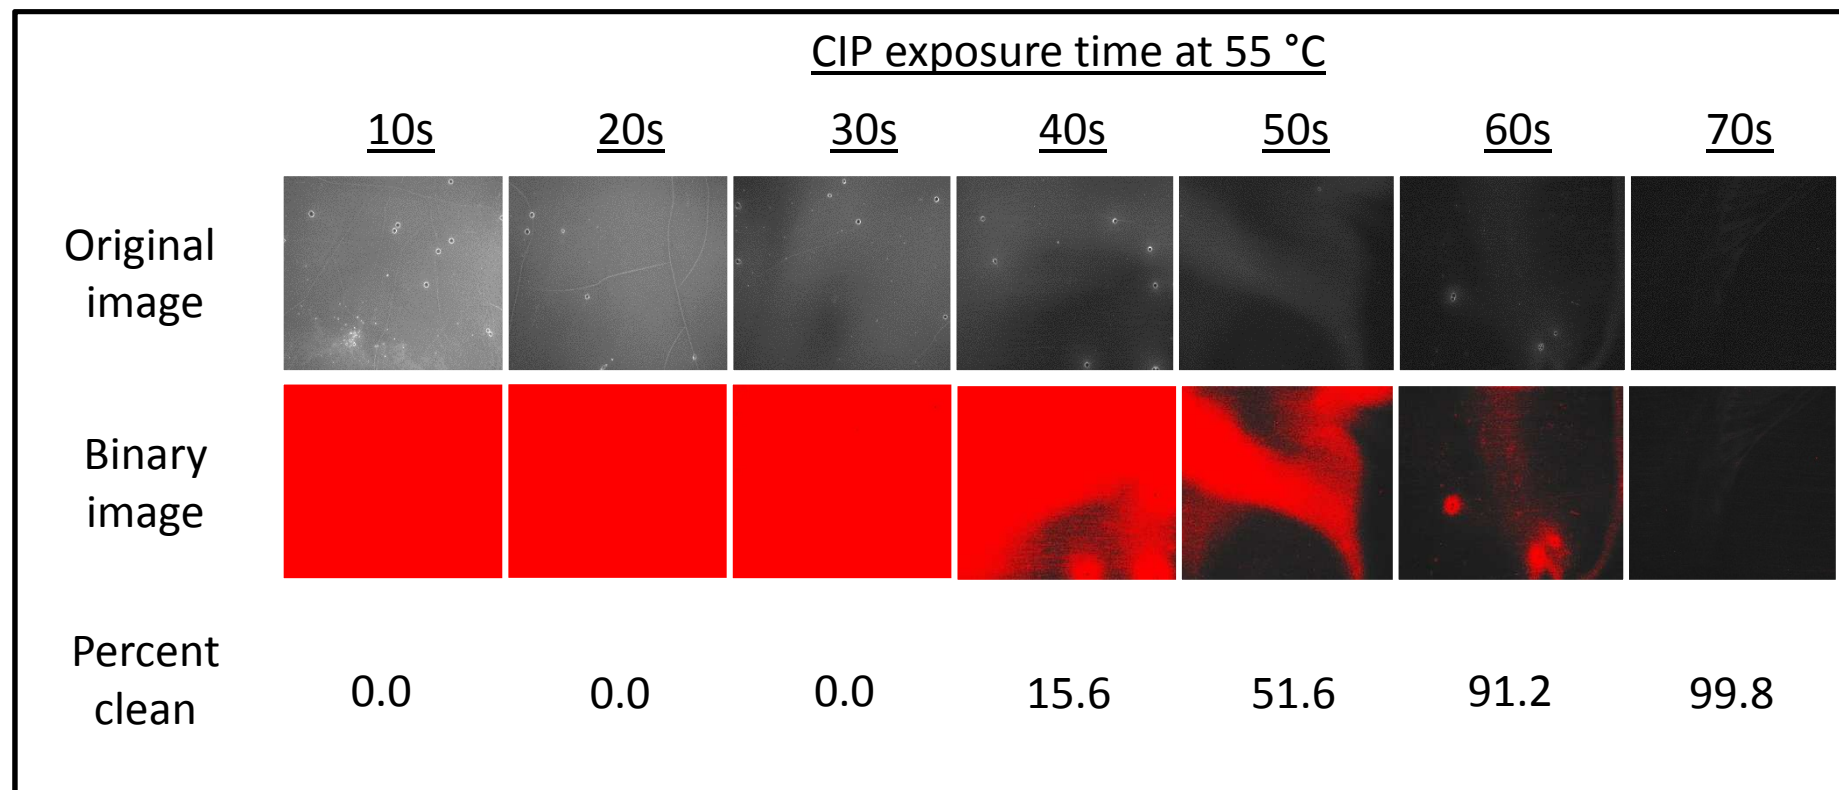 CIP exposure time at 55 °C
10s 20s 30s 40s 50s 60s 70s
Original
image
Binary
image
Percent
clean
0.0 0.0 0.0 15.6 51.6 91.2 99.8